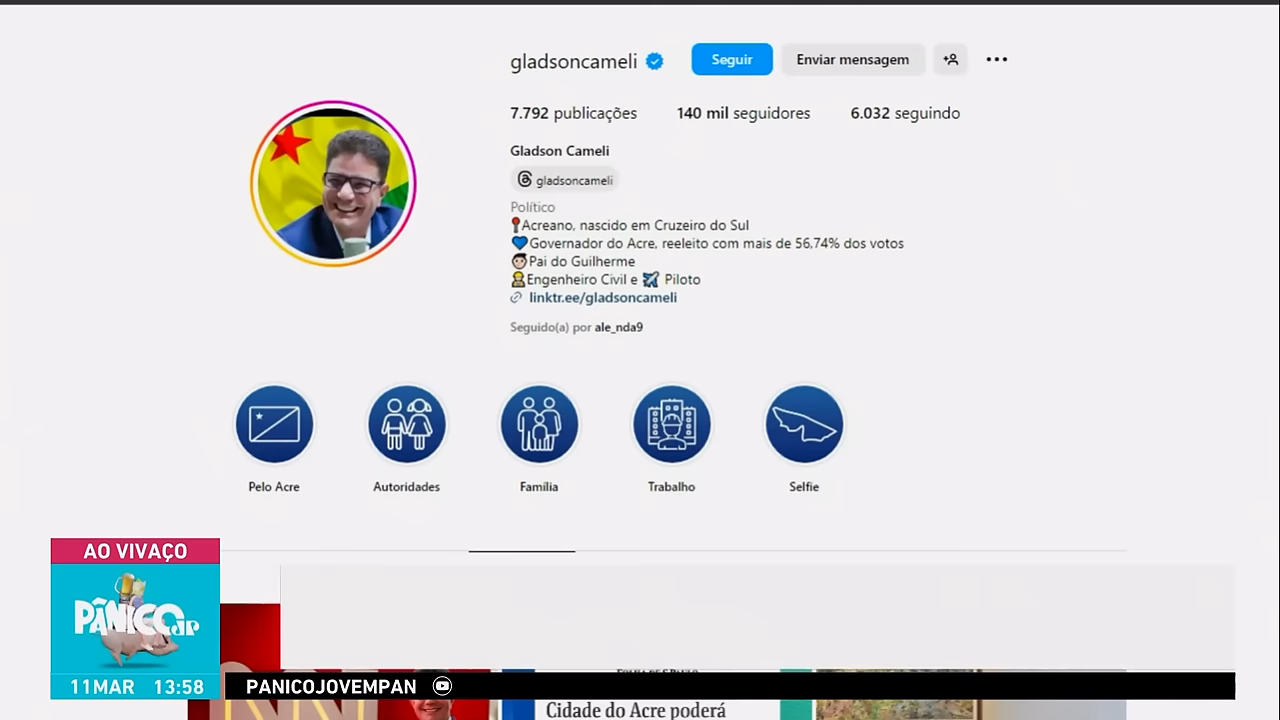 gladsoncameli
Seguir
Enviar mensagem
7.792 publicações
140 mil seguidores
6.032 seguindo
Gladson Cameli
gladsoncameli
Político
Acreano, nascido em Cruzeiro do Sul
Governador do Acre, reeleito com mais de 56,74% dos votos
Pai do Guilherme
Engenheiro Civil e Piloto
linktr.ee/gladsoncameli
Seguido(a) por ale_nda9
Pelo Acre
Autoridades
Família
Trabalho
Selfie
AO VIVAÇO
PÂNICO JP
11MAR 13:58
PANICOJOVEMPAN
Cidade do Acre poderá